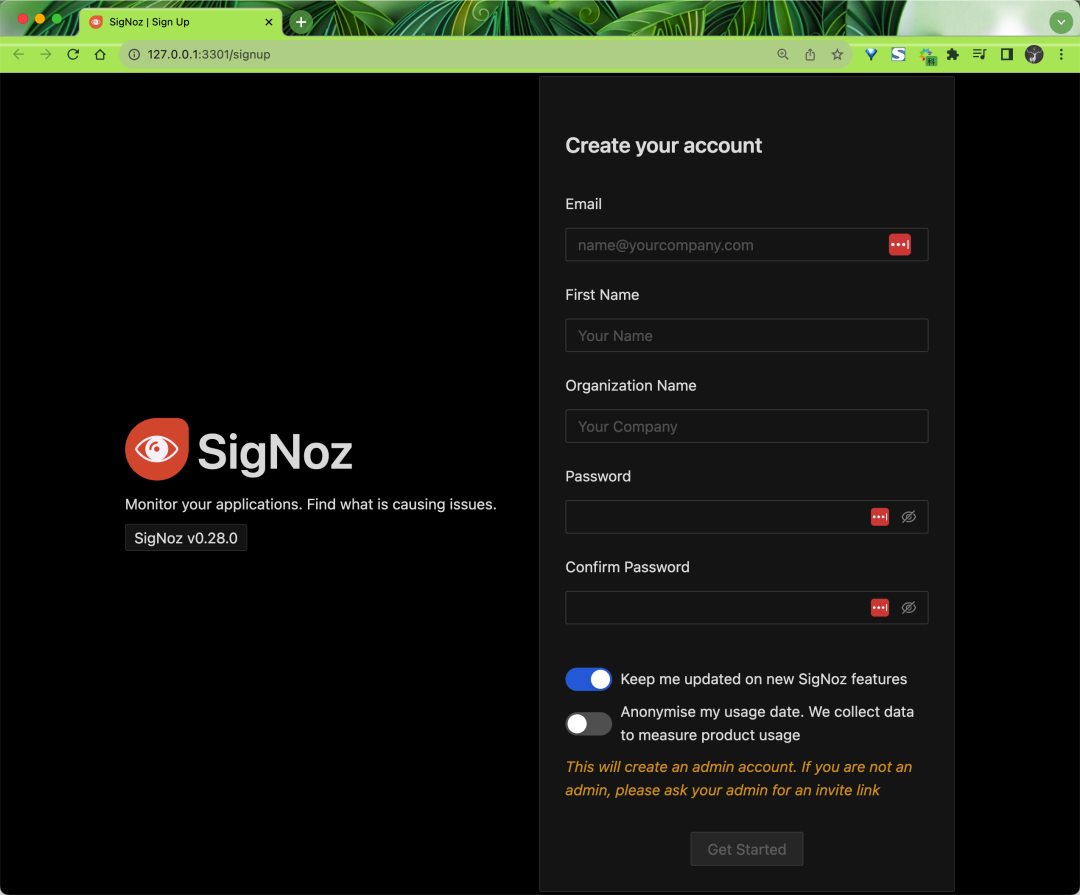 SigNoz | Sign Up
127.0.0.1:3301/signup
科
Create your account
Email
name@yourcompany.com
First Name
Your Name
Organization Name
Your Company
Password
Confirm Password
SigNoz
Monitor your applications. Find what is causing issues.
SigNoz v0.28.0
Keep me updated on new SigNoz features
Anonymise my usage date. We collect data
to measure product usage
This will create an admin account. If you are not an
admin, please ask your admin for an invite link
Get Started